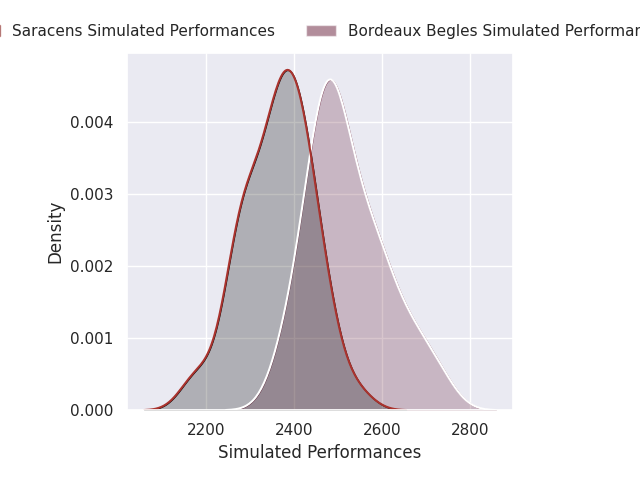 Saracens Simulated Performances
Bordeaux Begles Simulated
0.004
0.003
0.002
0.001
0.000
Density
2200 2400 2600 2800
Simulated Performances